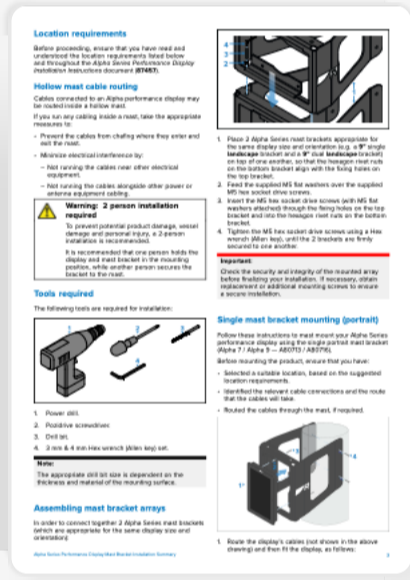 Location requirements
Before proceeding, ensure that you have read and
understood the location requirements listed below
and throughout the Alpha Series Performance Display
Installation Instructions document (87457).
Hollow mast cable routing
Cables connected to an Alpha performance display may
be routed inside a hollow mast.
If you run any cabling inside a mast, take the appropriate
measures to:
• Prevent the cables from chafing where they enter and
exit the mast.
• Minimize electrical interference by:
– Not running the cables near other electrical
equipment.
– Not running the cables alongside other power or
antenna equipment cabling.
Warning: 2 person installation
required
To prevent potential product damage, vessel
damage and personal injury, a 2-person
installation is recommended.
It is recommended that one person holds the
display and mast bracket in the mounting
position, while another person secures the
bracket to the mast.
Tools required
The following tools are required for installation:
1
2
3
4
1. Power drill.
2. Pozidrive screwdriver.
3. Drill bit.
4. 3 mm & 4 mm Hex wrench (Allen key) set.
Note:
The appropriate drill bit size is dependent on the
thickness and material of the mounting surface.
Assembling mast bracket arrays
In order to connect together 2 Alpha Series mast brackets
(which are appropriate for the same display size and
orientation):
4
3
2
1. Place 2 Alpha Series mast brackets appropriate for
the same display size and orientation (e.g. a 9" single
landscape bracket and a 9" dual landscape bracket)
on top of one another, so that the hexagon rivet nuts
on the bottom bracket align with the fixing holes on
the top bracket.
2. Feed the supplied M5 flat washers over the supplied
M5 hex socket drive screws.
3. Insert the M5 hex socket drive screws (with M5 flat
washers attached) through the fixing holes on the top
bracket and into the hexagon rivet nuts on the bottom
bracket.
4. Tighten the M5 hex socket drive screws using a Hex
wrench (Allen key), until the 2 brackets are firmly
secured to one another.
Important:
Check the security and integrity of the mounted array
before finalizing your installation. If necessary, obtain
replacement or additional mounting screws to ensure
a secure installation.
Single mast bracket mounting (portrait)
Follow these instructions to mast mount your Alpha Series
performance display using the single portrait mast bracket
(Alpha 7 / Alpha 9 — A80713 / A80716).
Before mounting the product, ensure that you have:
• Selected a suitable location, based on the suggested
location requirements.
• Identified the relevant cable connections and the route
that the cables will take.
• Routed the cables through the mast, if required.
1
4
1. Route the display's cables (not shown in the above
drawing) and then fit the display, as follows:
Alpha Series Performance Display Mast Bracket Installation Summary